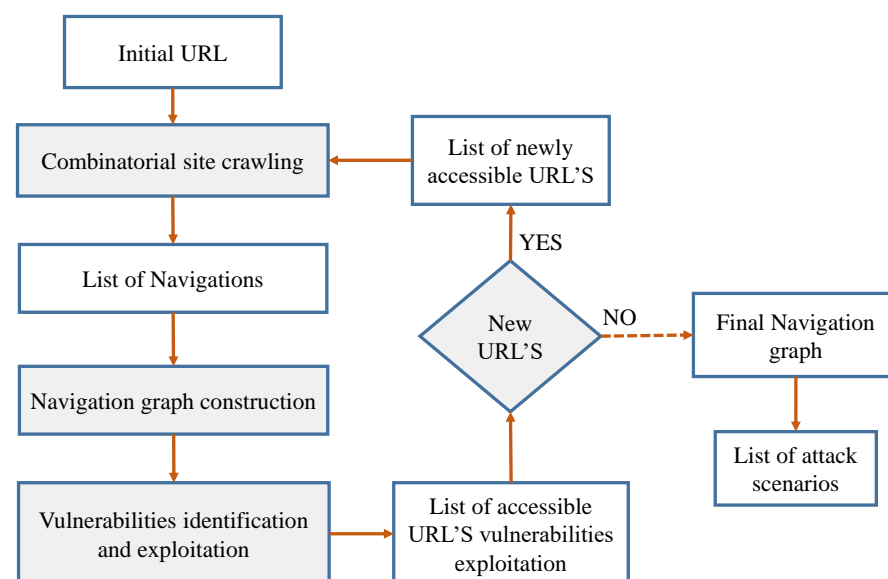 Initial URL
Combinatorial site crawling
List of newly
accessible URL’S
YES
List of Navigations
New
URL’S
NO
Final Navigation
graph
Navigation graph construction
List of attack
scenarios
Vulnerabilities identification
and exploitation
List of accessible
URL’S vulnerabilities
exploitation